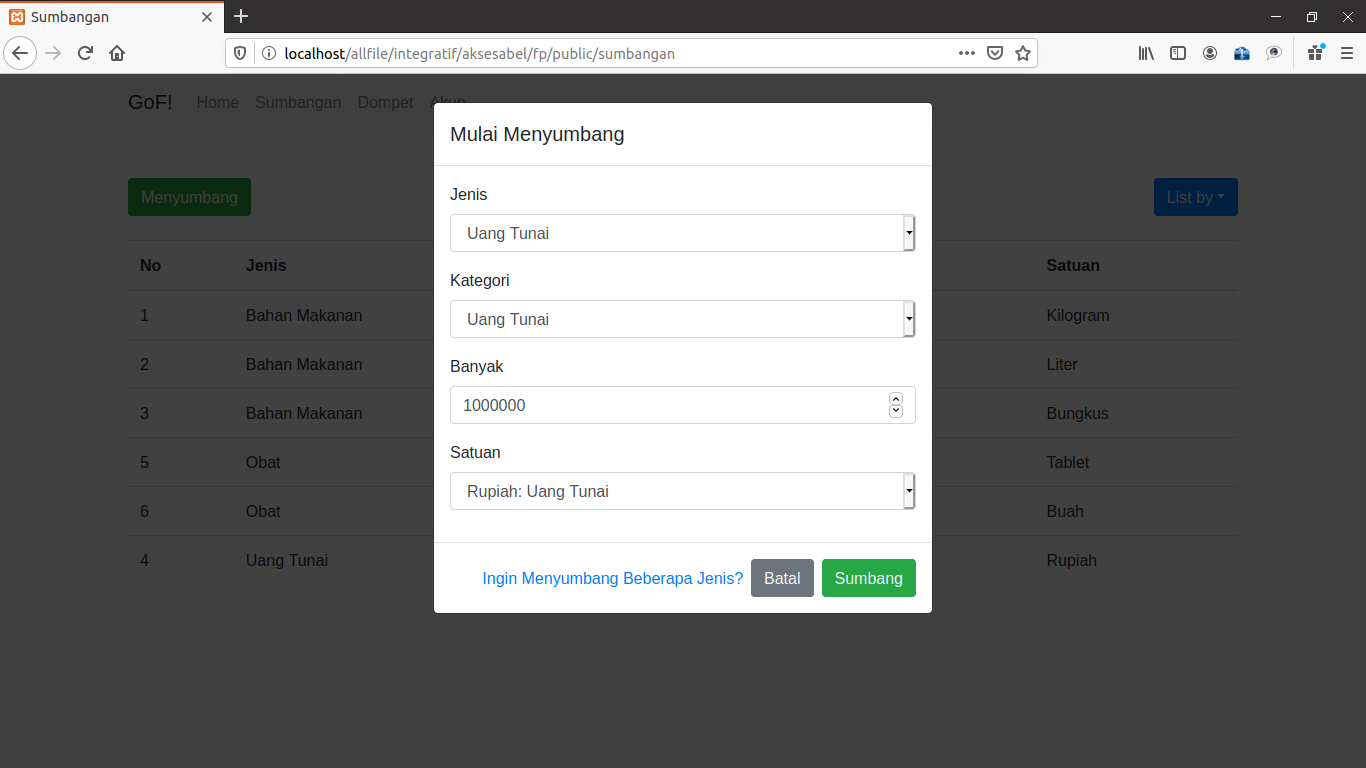 Sumbangan
localhost/allfile/integratif/aksesabel/fp/public/sumbangan
GoF! Home Sumbangan Dompet Akun
Mulai Menyumbang
Menyumbang
List by
Jenis
Uang Tunai
Kategori
Uang Tunai
Banyak
1000000
Satuan
Rupiah: Uang Tunai
Ingin Menyumbang Beberapa Jenis? Batal Sumbang
No Jenis Satuan
1 Bahan Makanan Kilogram
2 Bahan Makanan Liter
3 Bahan Makanan Bungkus
5 Obat Tablet
6 Obat Buah
4 Uang Tunai Rupiah